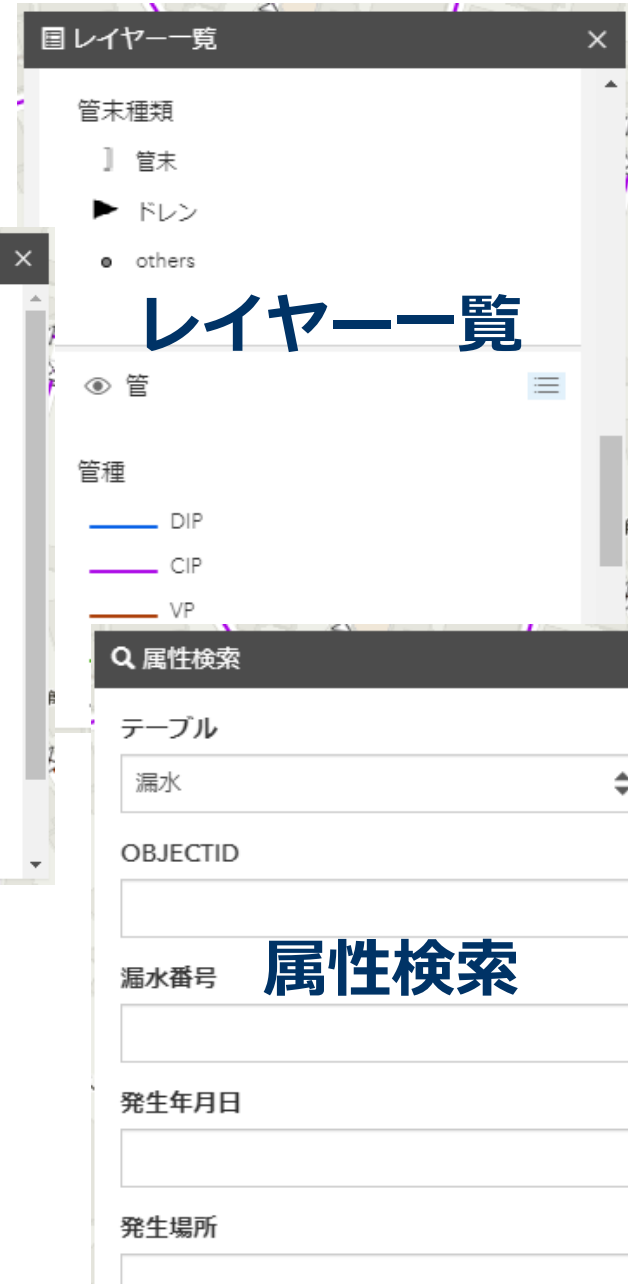 レイヤー一覧
管末種類
管末
ドレン
others
レイヤー一覧
管
管種
DIP
CIP
VP
属性検索
テーブル
漏水
OBJECTID
属性検索
漏水番号
発生年月日
発生場所